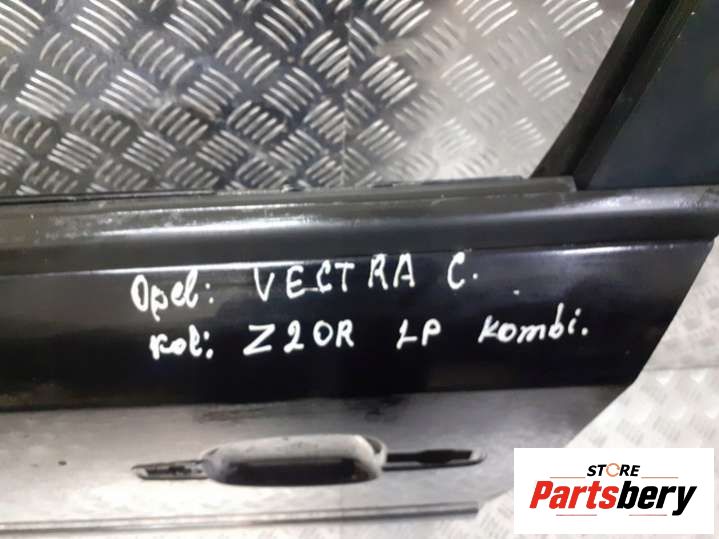 Opel: VECTRA C.
kol: Z20R LP kombi.
STORE
Partsbery